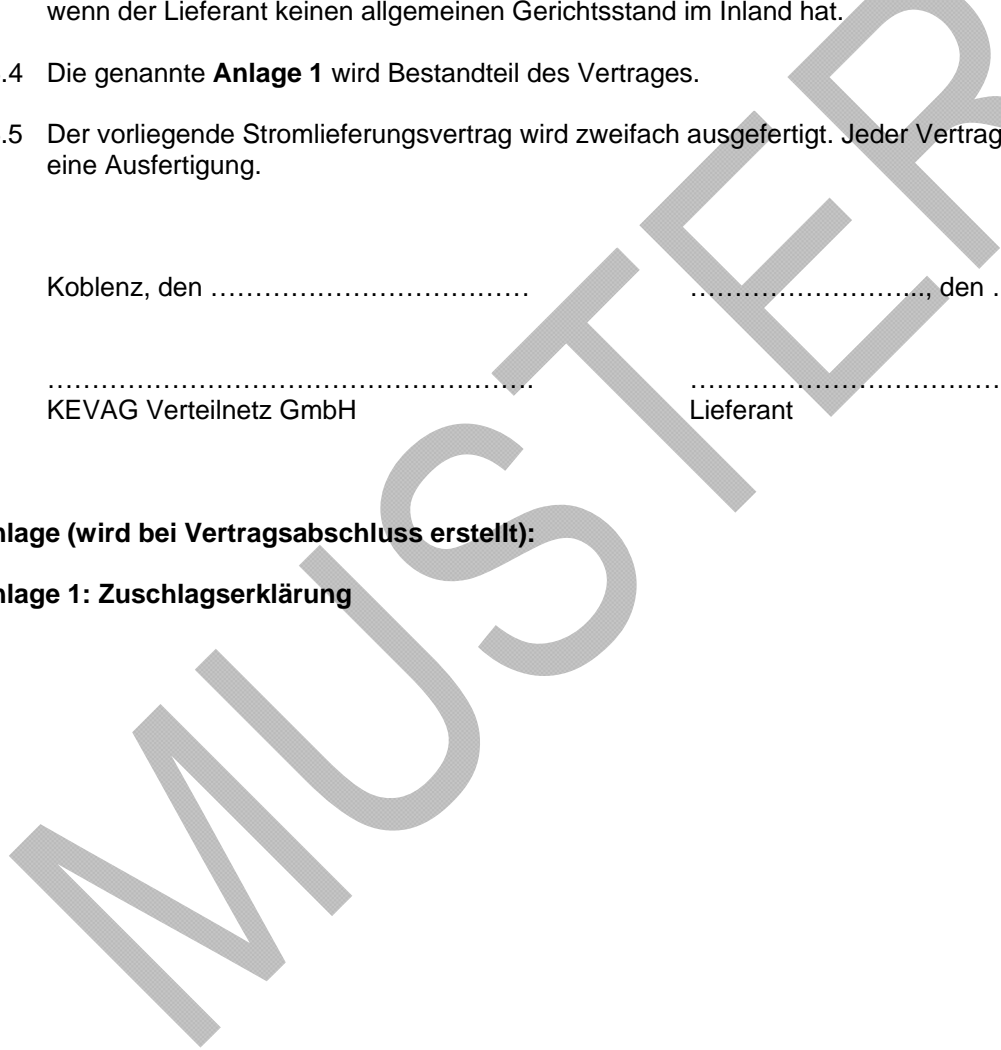 wenn der Lieferant keinen allgemeinen Gerichtsstand im Inland hat.
.4 Die genannte Anlage 1 wird Bestandteil des Vertrages.
.5 Der vorliegende Stromlieferungsvertrag wird zweifach ausgefertigt. Jeder Vertrag
eine Ausfertigung.
Koblenz, den ……………………………… ……………………..., den …
………………………………………………. ………………………………
KEVAG Verteilnetz GmbH Lieferant
nlage (wird bei Vertragsabschluss erstellt):
nlage 1: Zuschlagserklärung
MUSTER